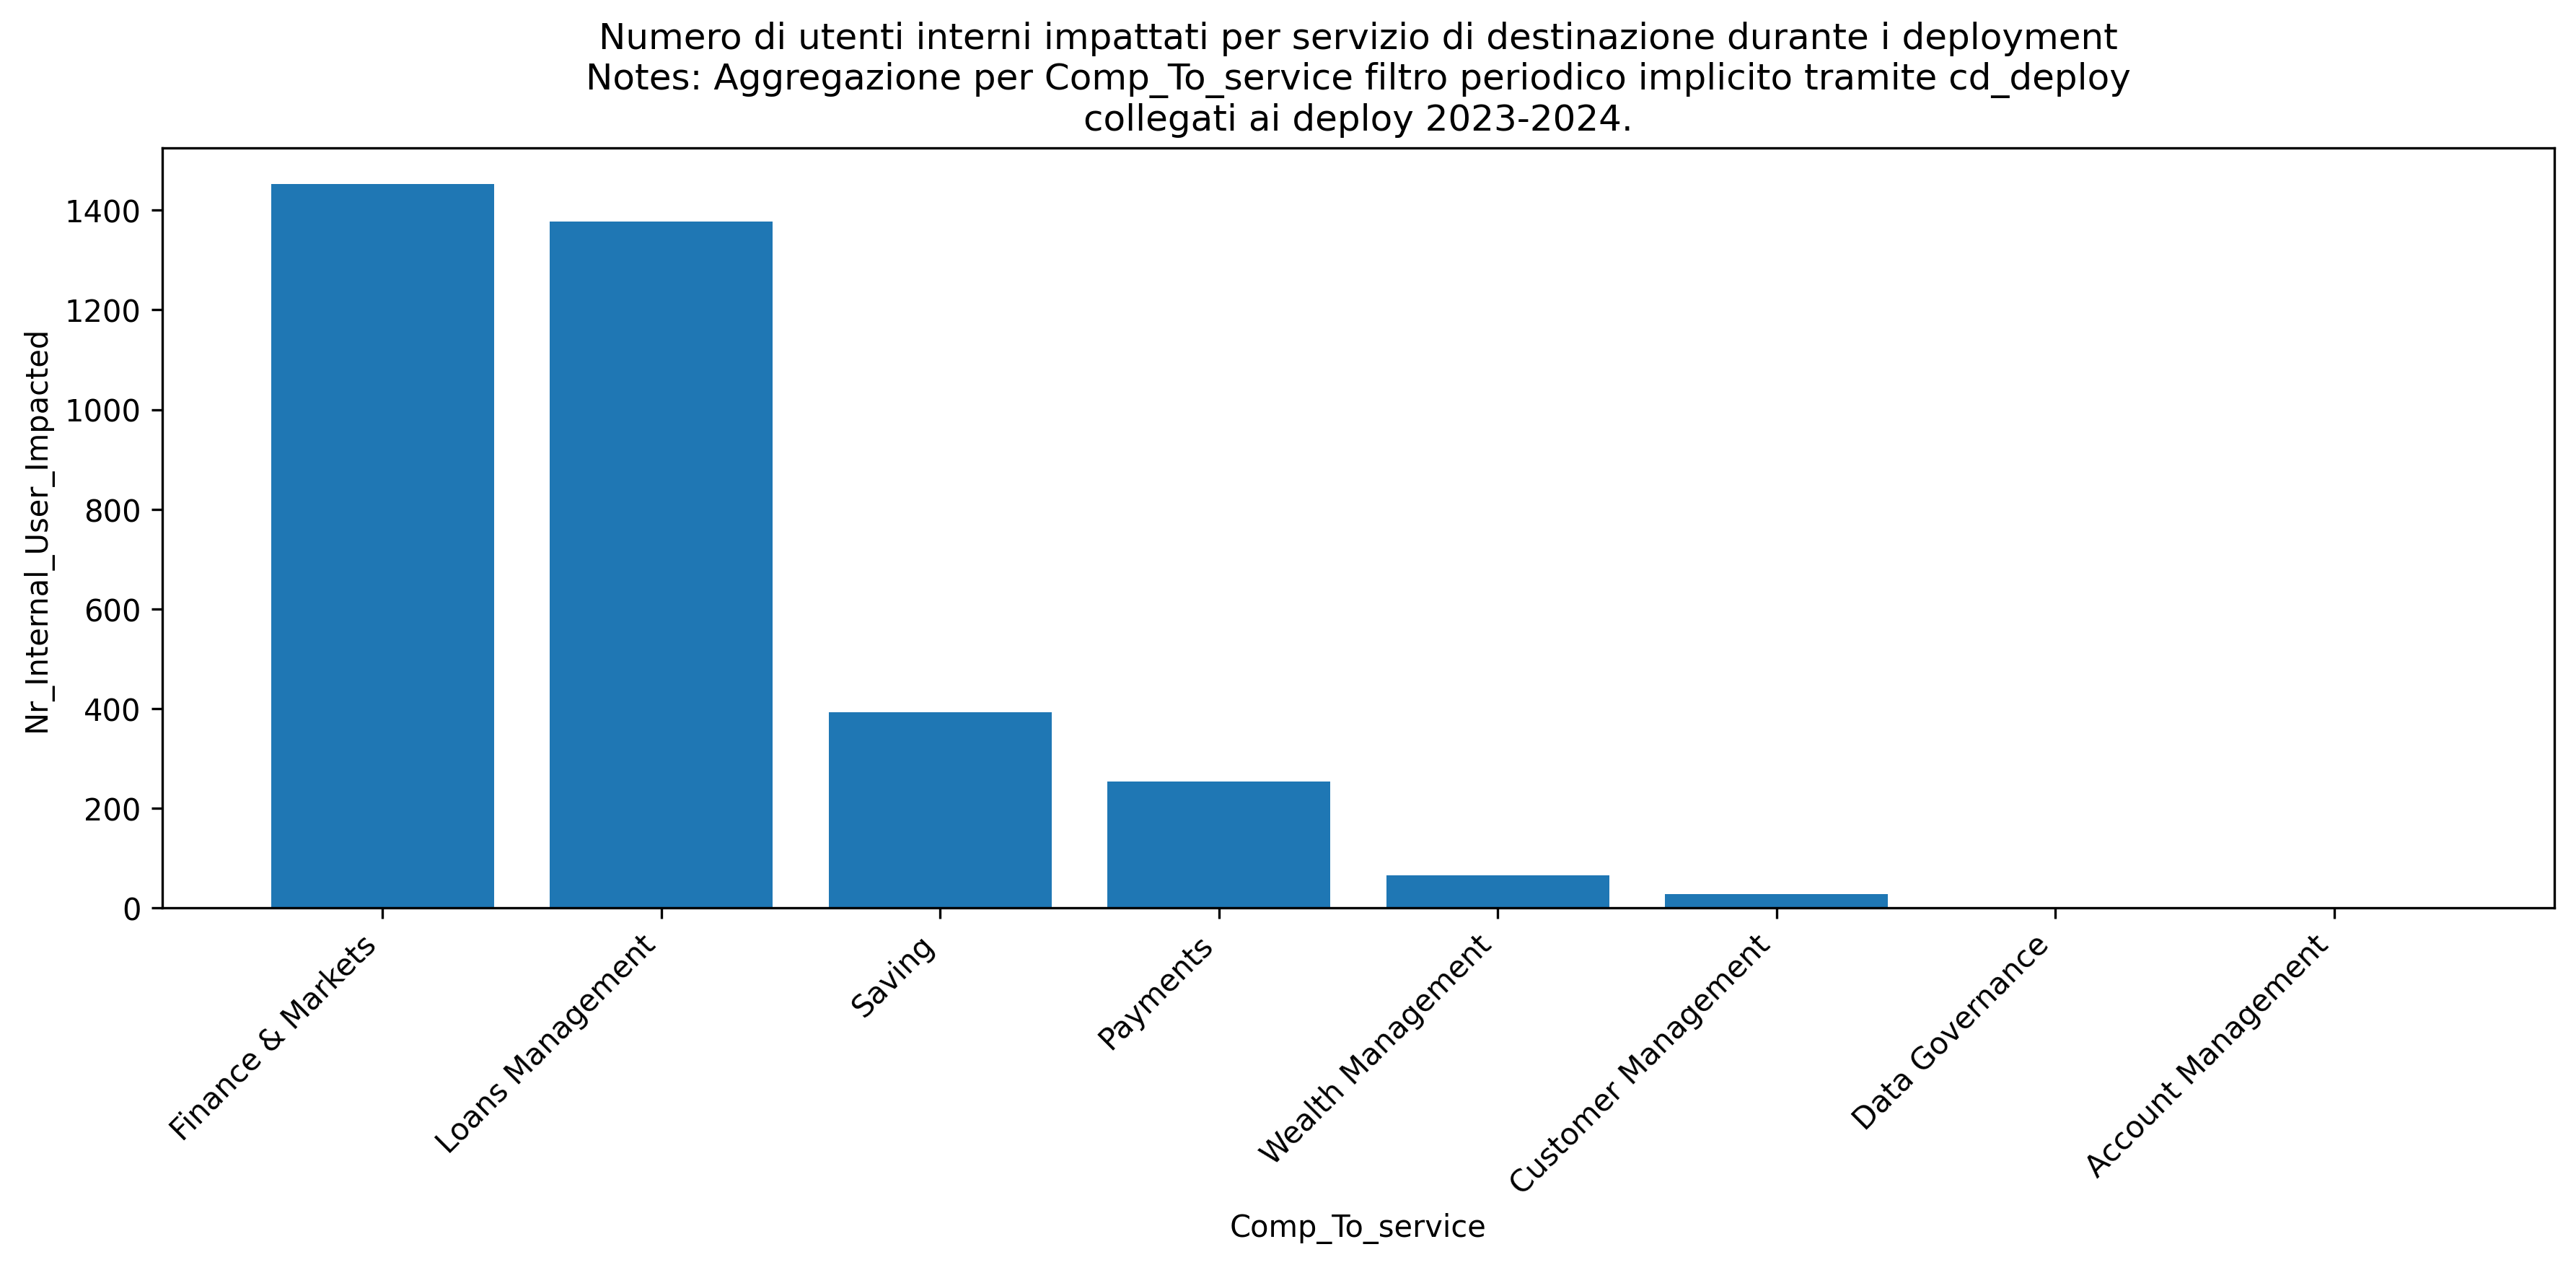 Numero di utenti interni impattati per servizio di destinazione durante i deployment
Notes: Aggregazione per Comp_To_service filtro periodico implicito tramite cd_deploy
collegati ai deploy 2023-2024.
Nr_Internal_User_Impacted
1400
1200
1000
800
600
400
200
0
Finance & Markets
Loans Management
Saving
Payments
Wealth Management
Customer Management
Data Governance
Account Management
Comp_To_service